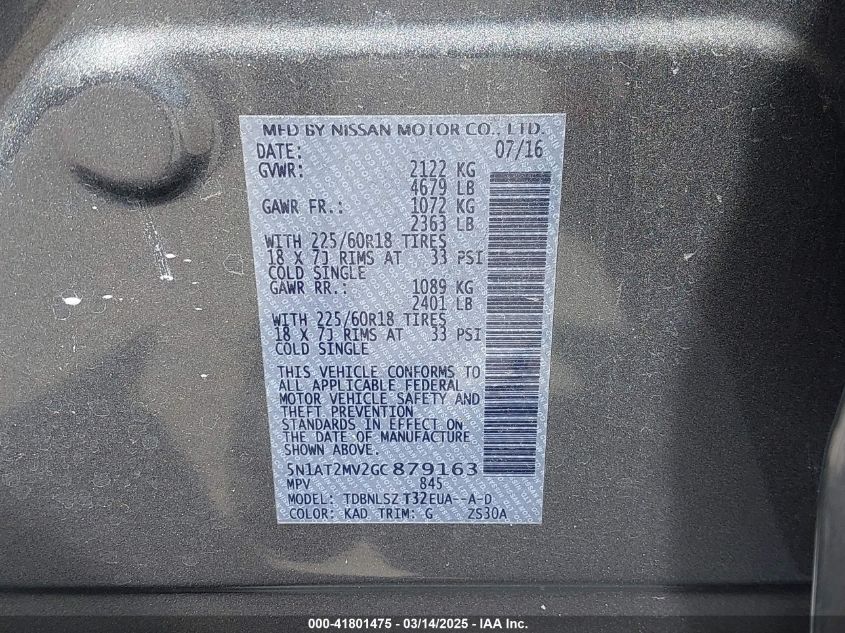 MFD BY NISSAN MOTOR CO., LTD.
DATE: 07/16
GVWR: 2122 KG
4679 LB
GAWR FR.: 1072 KG
2363 LB
WITH 225/60R18 TIRES
18 X 7J RIMS AT 33 PSI
COLD SINGLE
GAWR RR.: 1089 KG
2401 LB
WITH 225/60R18 TIRES
18 X 7J RIMS AT 33 PSI
COLD SINGLE
THIS VEHICLE CONFORMS TO
ALL APPLICABLE FEDERAL
MOTOR VEHICLE SAFETY AND
THEFT PREVENTION
STANDARDS IN EFFECT ON
THE DATE OF MANUFACTURE
SHOWN ABOVE.
5N1AT2MV2GC879163
MPV 845
MODEL: TDBNLSZ T32EUA--A-D
COLOR: KAD TRIM: G ZS30A
000-41801475 - 03/14/2025 - IAA Inc.